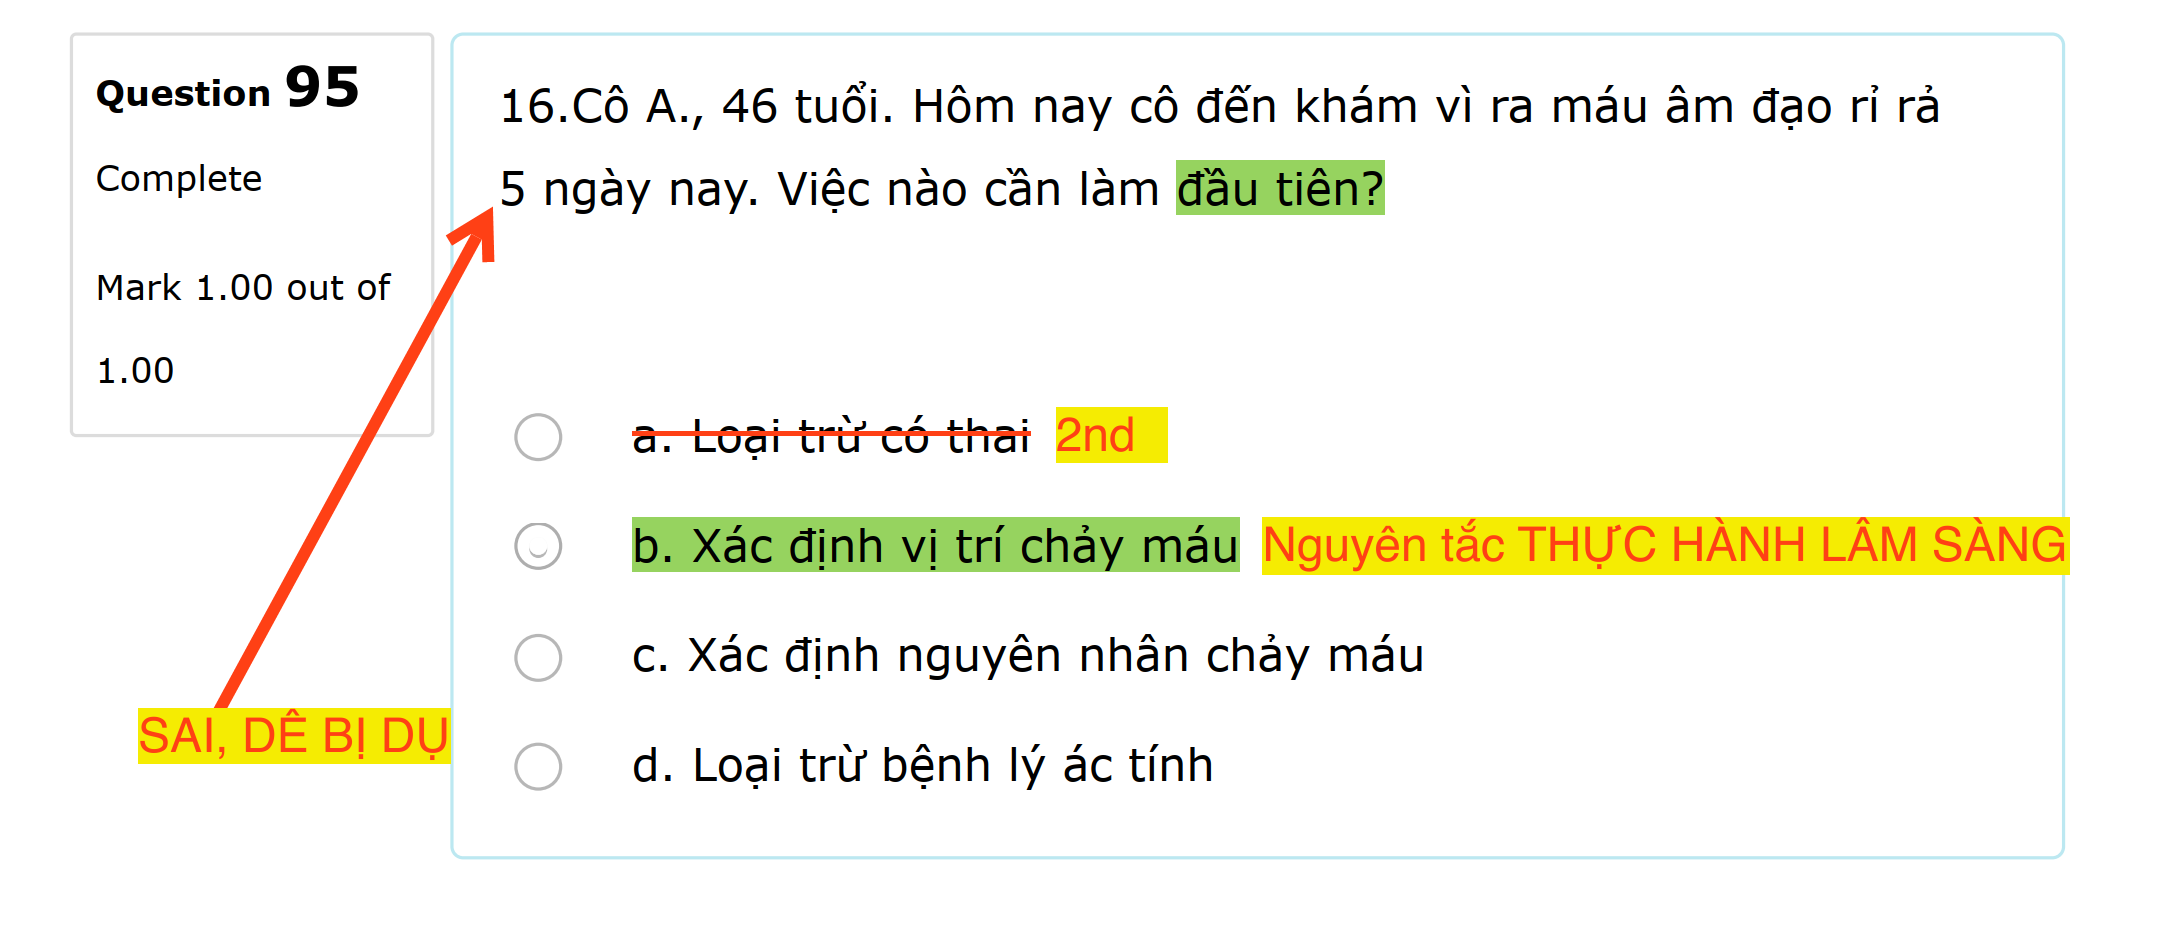 Question 95
Complete
Mark 1.00 out of
1.00
16.Cô A., 46 tuổi. Hôm nay cô đến khám vì ra máu âm đạo rỉ rả
5 ngày nay. Việc nào cần làm đầu tiên?
a. Loại trừ có thai 2nd
b. Xác định vị trí chảy máu Nguyên tắc THỰC HÀNH LÂM SÀNG
c. Xác định nguyên nhân chảy máu
d. Loại trừ bệnh lý ác tính
SAI, DÊ BỊ DỤ